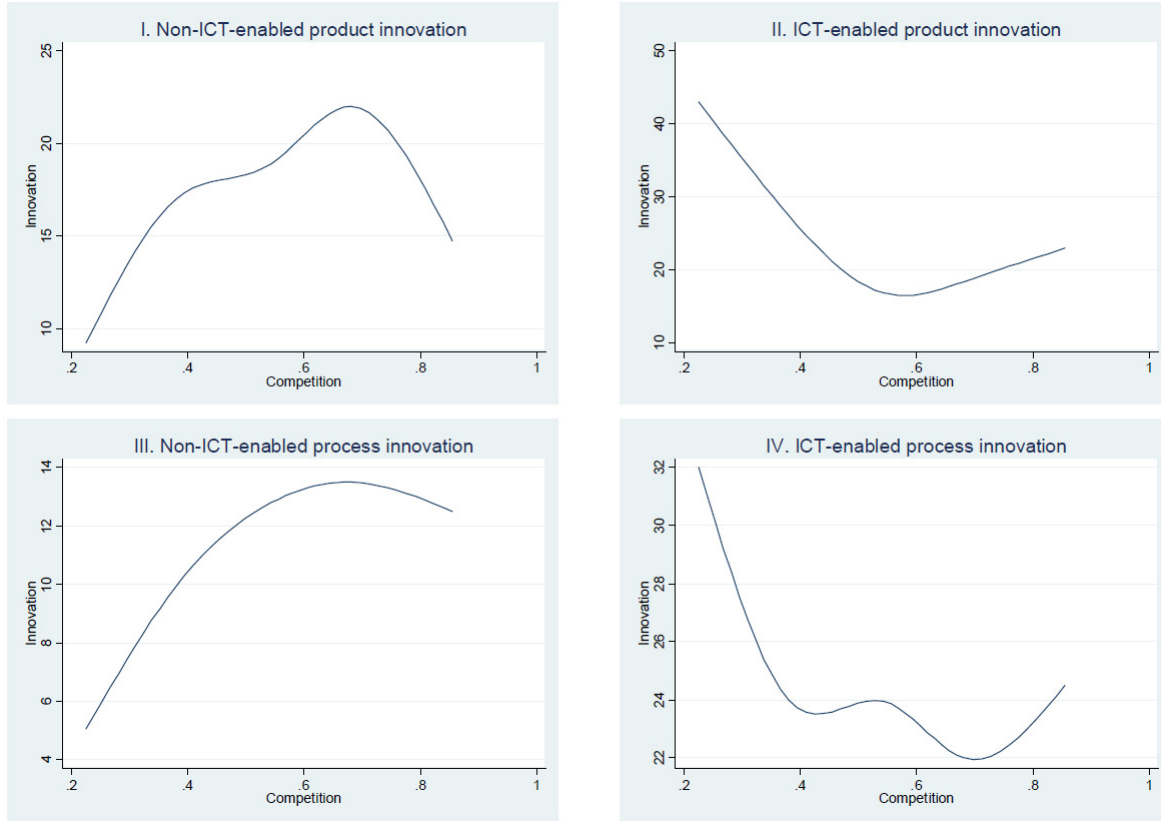 I. Non-ICT-enabled product innovation
25
20
15
10
Innovation
.2 .4 .6 .8 1
Competition
II. ICT-enabled product innovation
50
40
30
20
10
Innovation
.2 .4 .6 .8 1
Competition
III. Non-ICT-enabled process innovation
14
12
10
8
6
4
Innovation
.2 .4 .6 .8 1
Competition
IV. ICT-enabled process innovation
32
30
28
26
24
22
Innovation
.2 .4 .6 .8 1
Competition